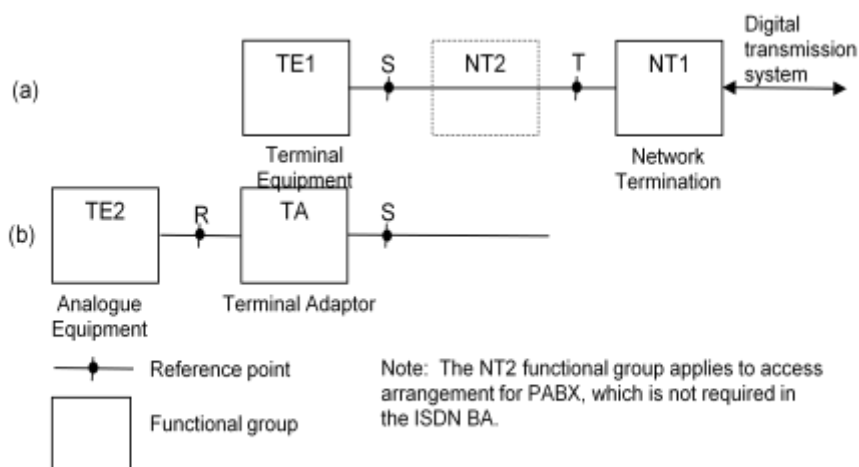 Digital
transmission
system
(a)
TE1
S
NT2
T
NT1
Terminal
Equipment
Network
Termination
(b)
TE2
R
TA
S
Analogue
Equipment
Terminal Adaptor
Reference point
Functional group
Note: The NT2 functional group applies to access
arrangement for PABX, which is not required in
the ISDN BA.